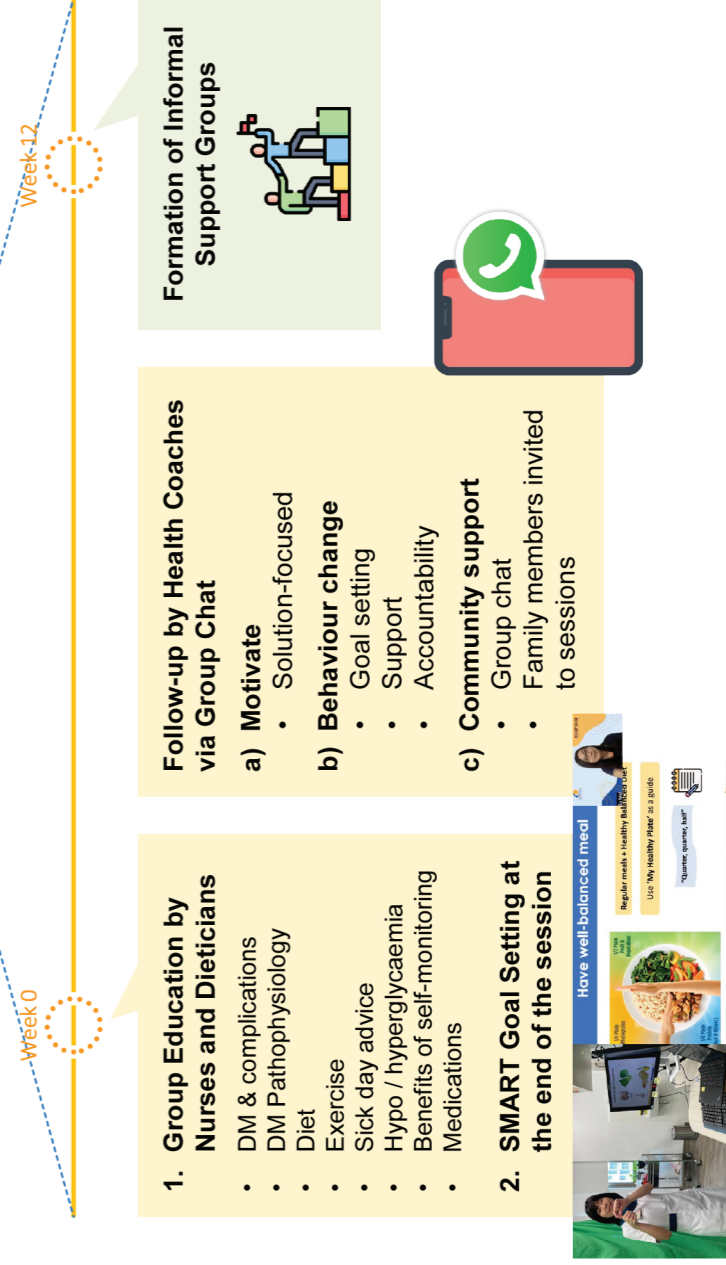 Week 0
Week 12
1. Group Education by
Nurses and Dieticians
• DM & complications
• DM Pathophysiology
• Diet
• Exercise
• Sick day advice
• Hypo / hyperglycaemia
• Benefits of self-monitoring
• Medications
2. SMART Goal Setting at
the end of the session
Follow-up by Health Coaches
via Group Chat
a) Motivate
• Solution-focused
b) Behaviour change
• Goal setting
• Support
• Accountability
c) Community support
• Group chat
• Family members invited
to sessions
Formation of Informal
Support Groups
Have well-balanced meal
Regular meals + Healthy Balanced Diet
Use 'My Healthy Plate' as a guide
"Quarter, quarter, half"